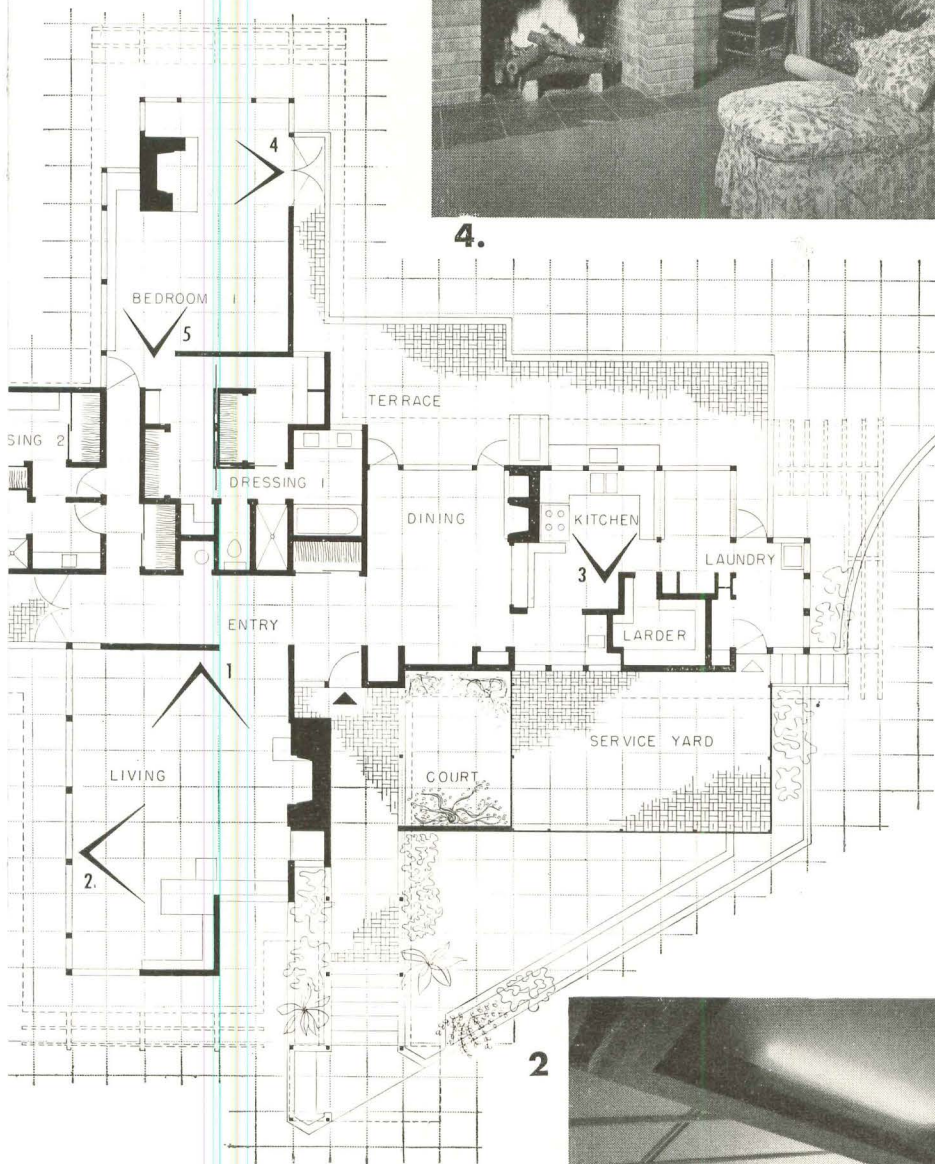 4
4.
BEDROOM 1
5
TERRACE
SING 2
DRESSING 1
DINING
KITCHEN
3
LAUNDRY
LARDER
ENTRY
1
LIVING
COURT
SERVICE YARD
2.
2